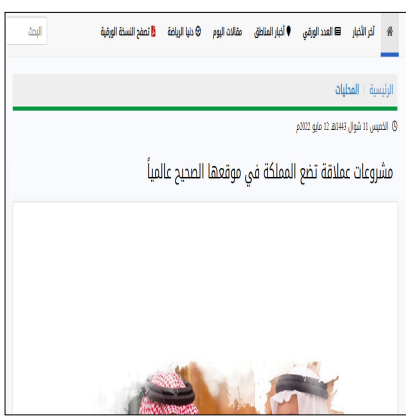 آخر الأخبار العدد الورقي أخبار المناطق مقالات اليوم دنيا الرياضة تصفح النسخة الورقية البحث
الرئيسية / المحليات
الخميس 11 شوال 1443هـ 12 مايو 2022م
مشروعات عملاقة تضع المملكة في موقعها الصحيح عالمياً